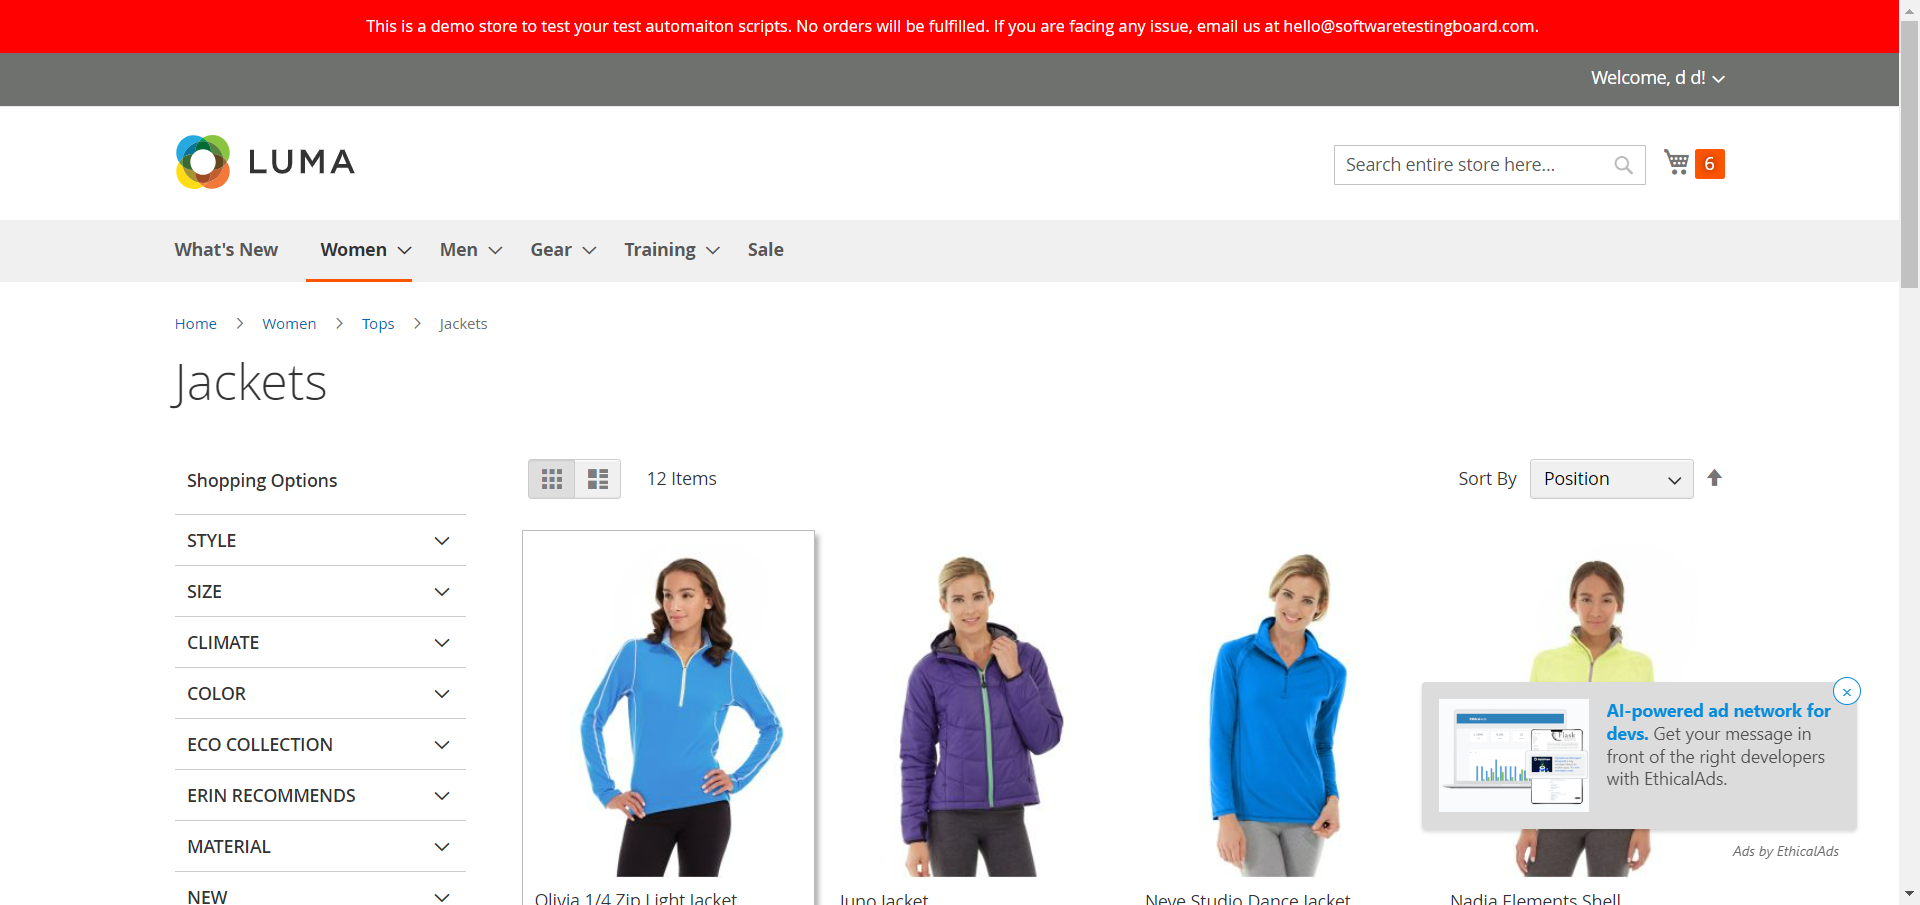 This is a demo store to test your test automaiton scripts. No orders will be fulfilled. If you are facing any issue, email us at hello@softwaretestingboard.com.
Welcome, d d!
LUMA
Search entire store here...
6
What's New
Women
Men
Gear
Training
Sale
Home
Women
Tops
Jackets
Jackets
Shopping Options
12 Items
Sort By
Position
STYLE
SIZE
CLIMATE
COLOR
ECO COLLECTION
ERIN RECOMMENDS
MATERIAL
NEW
AI-powered ad network for
devs. Get your message in
front of the right developers
with EthicalAds.
Ads by EthicalAds
Olivia 1/4 Zip Light Jacket
Juno Jacket
Neve Studio Dance Jacket
Nadia Elements Shell